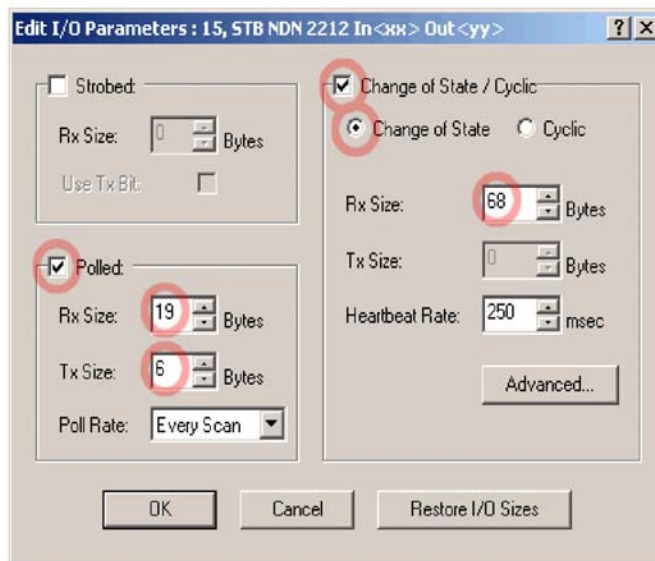 Edit I/O Parameters : 15, STB NDN 2212 In<xx> Out<yy>
Strobed:
Rx Size: 0 Bytes
Use Tx Bit:
Polled:
Rx Size: 19 Bytes
Tx Size: 6 Bytes
Poll Rate: Every Scan
Change of State / Cyclic
Change of State Cyclic
Rx Size: 68 Bytes
Tx Size: 0 Bytes
Heartbeat Rate: 250 msec
Advanced...
OK Cancel Restore I/O Sizes